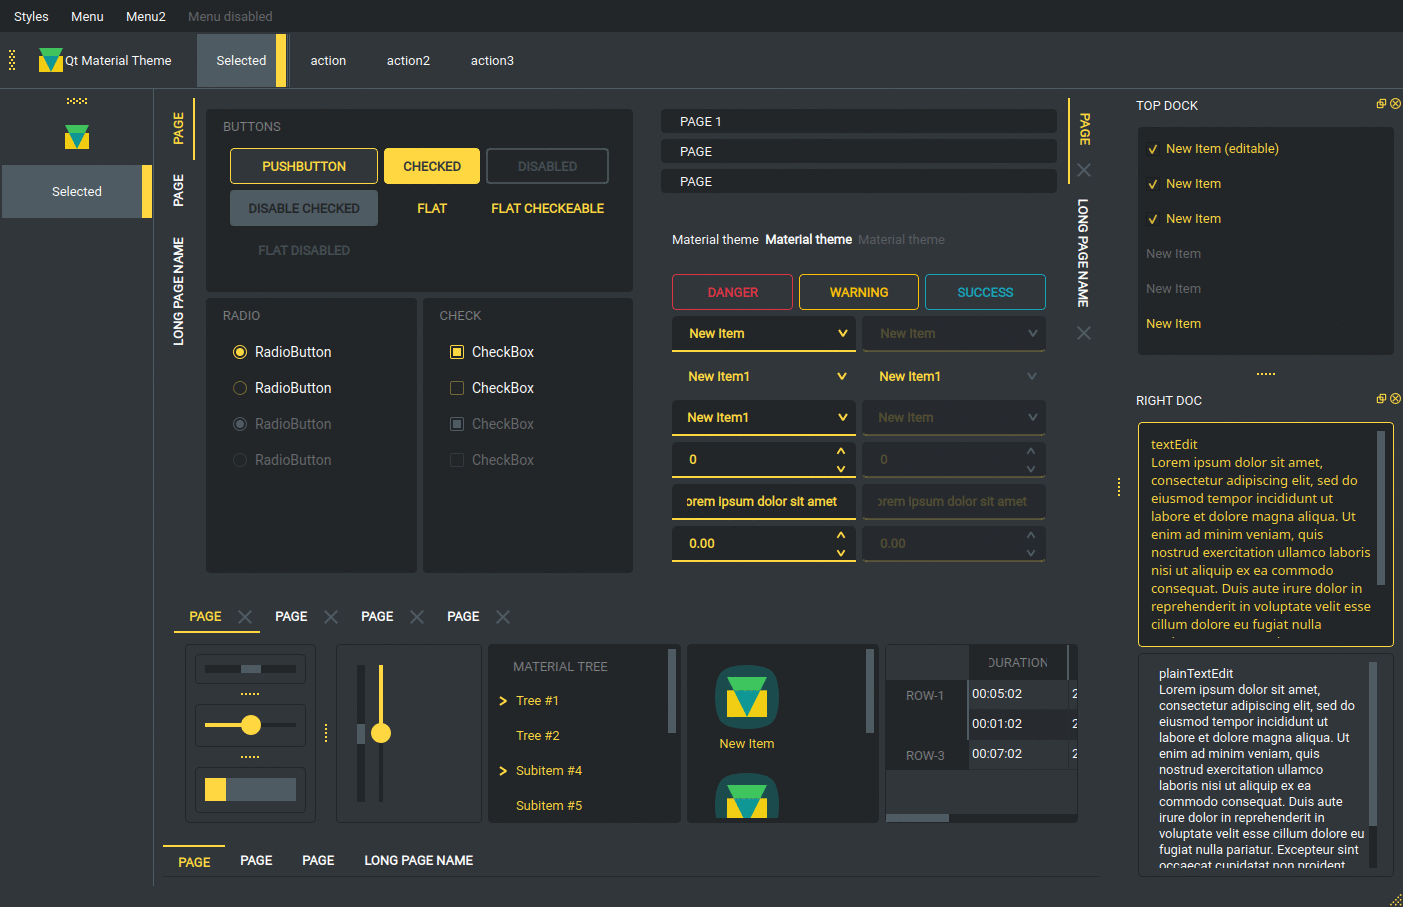 Styles Menu Menu2 Menu disabled
Qt Material Theme Selected action action2 action3
Selected
PAGE
PAGE
LONG PAGE NAME
BUTTONS
PUSHBUTTON CHECKED DISABLED
DISABLE CHECKED FLAT FLAT CHECKEABLE
FLAT DISABLED
RADIO
RadioButton
RadioButton
RadioButton
RadioButton
CHECK
CheckBox
CheckBox
CheckBox
CheckBox
PAGE 1
PAGE
PAGE
Material theme Material theme Material theme
DANGER WARNING SUCCESS
New Item New Item
New Item1 New Item1
New Item1 New Item
0 0
orem ipsum dolor sit amet orem ipsum dolor sit amet
0.00 0.00
PAGE
LONG PAGE NAME
PAGE PAGE PAGE PAGE
MATERIAL TREE
Tree #1
Tree #2
Subitem #4
Subitem #5
New Item
DURATION
ROW-1 00:05:02 2
00:01:02 2
ROW-3 00:07:02 2
PAGE PAGE PAGE LONG PAGE NAME
TOP DOCK
New Item (editable)
New Item
New Item
New Item
New Item
New Item
RIGHT DOC
textEdit
Lorem ipsum dolor sit amet,
consectetur adipiscing elit, sed do
eiusmod tempor incididunt ut
labore et dolore magna aliqua. Ut
enim ad minim veniam, quis
nostrud exercitation ullamco laboris
nisi ut aliquip ex ea commodo
consequat. Duis aute irure dolor in
reprehenderit in voluptate velit esse
cillum dolore eu fugiat nulla
plainTextEdit
Lorem ipsum dolor sit amet,
consectetur adipiscing elit, sed do
eiusmod tempor incididunt ut
labore et dolore magna aliqua. Ut
enim ad minim veniam, quis
nostrud exercitation ullamco
laboris nisi ut aliquip ex ea
commodo consequat. Duis aute
irure dolor in reprehenderit in
voluptate velit esse cillum dolore eu
fugiat nulla pariatur. Excepteur sint
occaecat cupidatat non proident